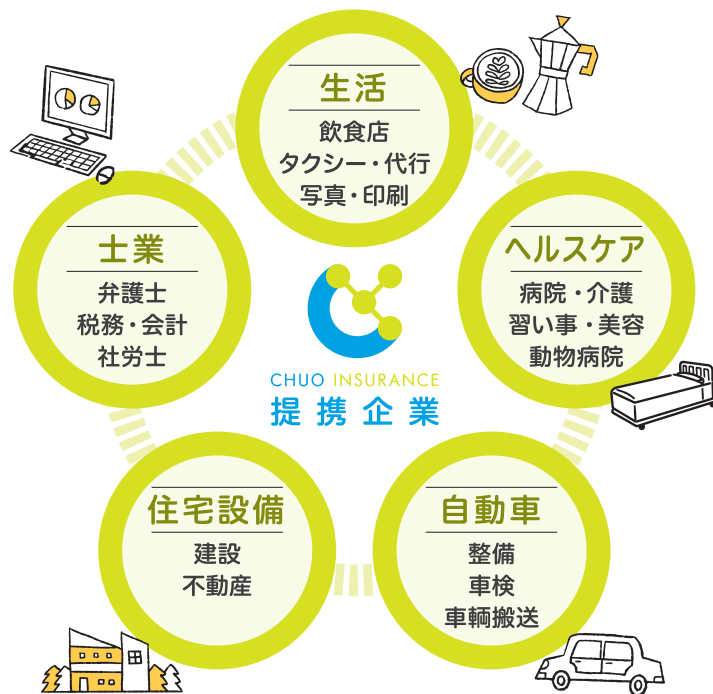 生活
飲食店
タクシー・代行
写真・印刷
士業
弁護士
税務・会計
社労士
ヘルスケア
病院・介護
習い事・美容
動物病院
CHUO INSURANCE
提携企業
住宅設備
建設
不動産
自動車
整備
車検
車輌搬送